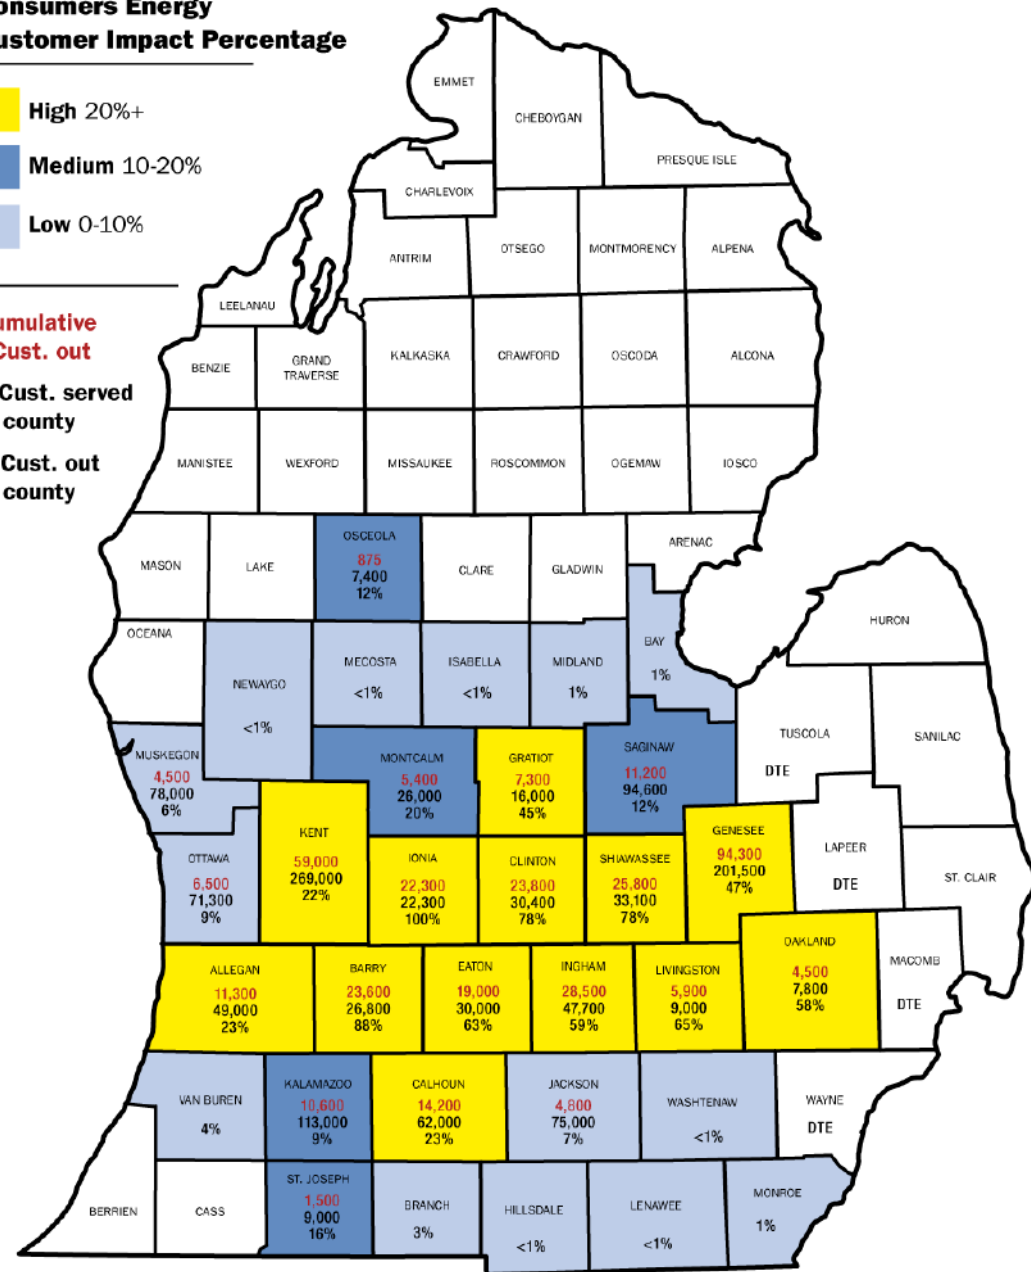 onsumers Energy
ustomer Impact Percentage
High 20%+
Medium 10-20%
Low 0-10%
umulative
Cust. out
Cust. served
county
Cust. out
county
EMMET
CHEBOYGAN
PRESQUE ISLE
CHARLEVOIX
ANTRIM
OTSEGO
MONTMORENCY
ALPENA
LEELANAU
BENZIE
GRAND
TRAVERSE
KALKASKA
CRAWFORD
OSCODA
ALCONA
MANISTEE
WEXFORD
MISSAUKEE
ROSCOMMON
OGEMAW
IOSCO
MASON
LAKE
OSCEOLA
875
7,400
12%
CLARE
GLADWIN
ARENAC
OCEANA
NEWAYGO
<1%
MECOSTA
<1%
ISABELLA
<1%
MIDLAND
1%
BAY
1%
HURON
MUSKEGON
4,500
78,000
6%
MONTCALM
5,400
26,000
20%
GRATIOT
7,300
16,000
45%
SAGINAW
11,200
94,600
12%
TUSCOLA
DTE
SANILAC
OTTAWA
6,500
71,300
9%
KENT
59,000
269,000
22%
IONIA
22,300
22,300
100%
CLINTON
23,800
30,400
78%
SHIAWASSEE
25,800
33,100
78%
GENESEE
94,300
201,500
47%
LAPEER
DTE
ST. CLAIR
ALLEGAN
11,300
49,000
23%
BARRY
23,600
26,800
88%
EATON
19,000
30,000
63%
INGHAM
28,500
47,700
59%
LIVINGSTON
5,900
9,000
65%
OAKLAND
4,500
7,800
58%
MACOMB
DTE
VAN BUREN
4%
KALAMAZOO
10,600
113,000
9%
CALHOUN
14,200
62,000
23%
JACKSON
4,800
75,000
7%
WASHTENAW
<1%
WAYNE
DTE
BERRIEN
CASS
ST. JOSEPH
1,500
9,000
16%
BRANCH
3%
HILLSDALE
<1%
LENAWEE
<1%
MONROE
1%